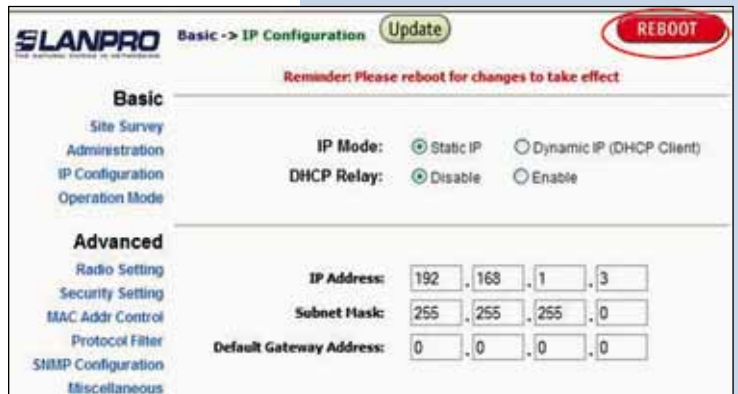 LANPRO
Basic -> IP Configuration
Update
REBOOT
Reminder: Please reboot for changes to take effect
Basic
Site Survey
Administration
IP Configuration
Operation Mode
IP Mode: Static IP Dynamic IP (DHCP Client)
DHCP Relay: Disable Enable
Advanced
Radio Setting
Security Setting
MAC Addr Control
Protocol Filter
SNMP Configuration
Miscellaneous
IP Address: 192 . 168 . 1 . 3
Subnet Mask: 255 . 255 . 255 . 0
Default Gateway Address: 0 . 0 . 0 . 0